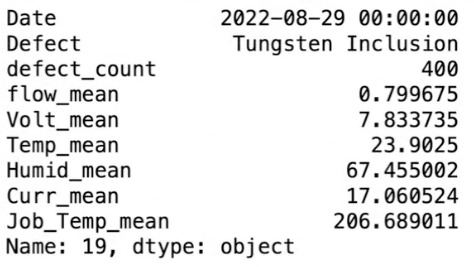 Date 2022-08-29 00:00:00
Defect Tungsten Inclusion
defect_count 400
flow_mean 0.799675
Volt_mean 7.833735
Temp_mean 23.9025
Humid_mean 67.455002
Curr_mean 17.060524
Job_Temp_mean 206.689011
Name: 19, dtype: object